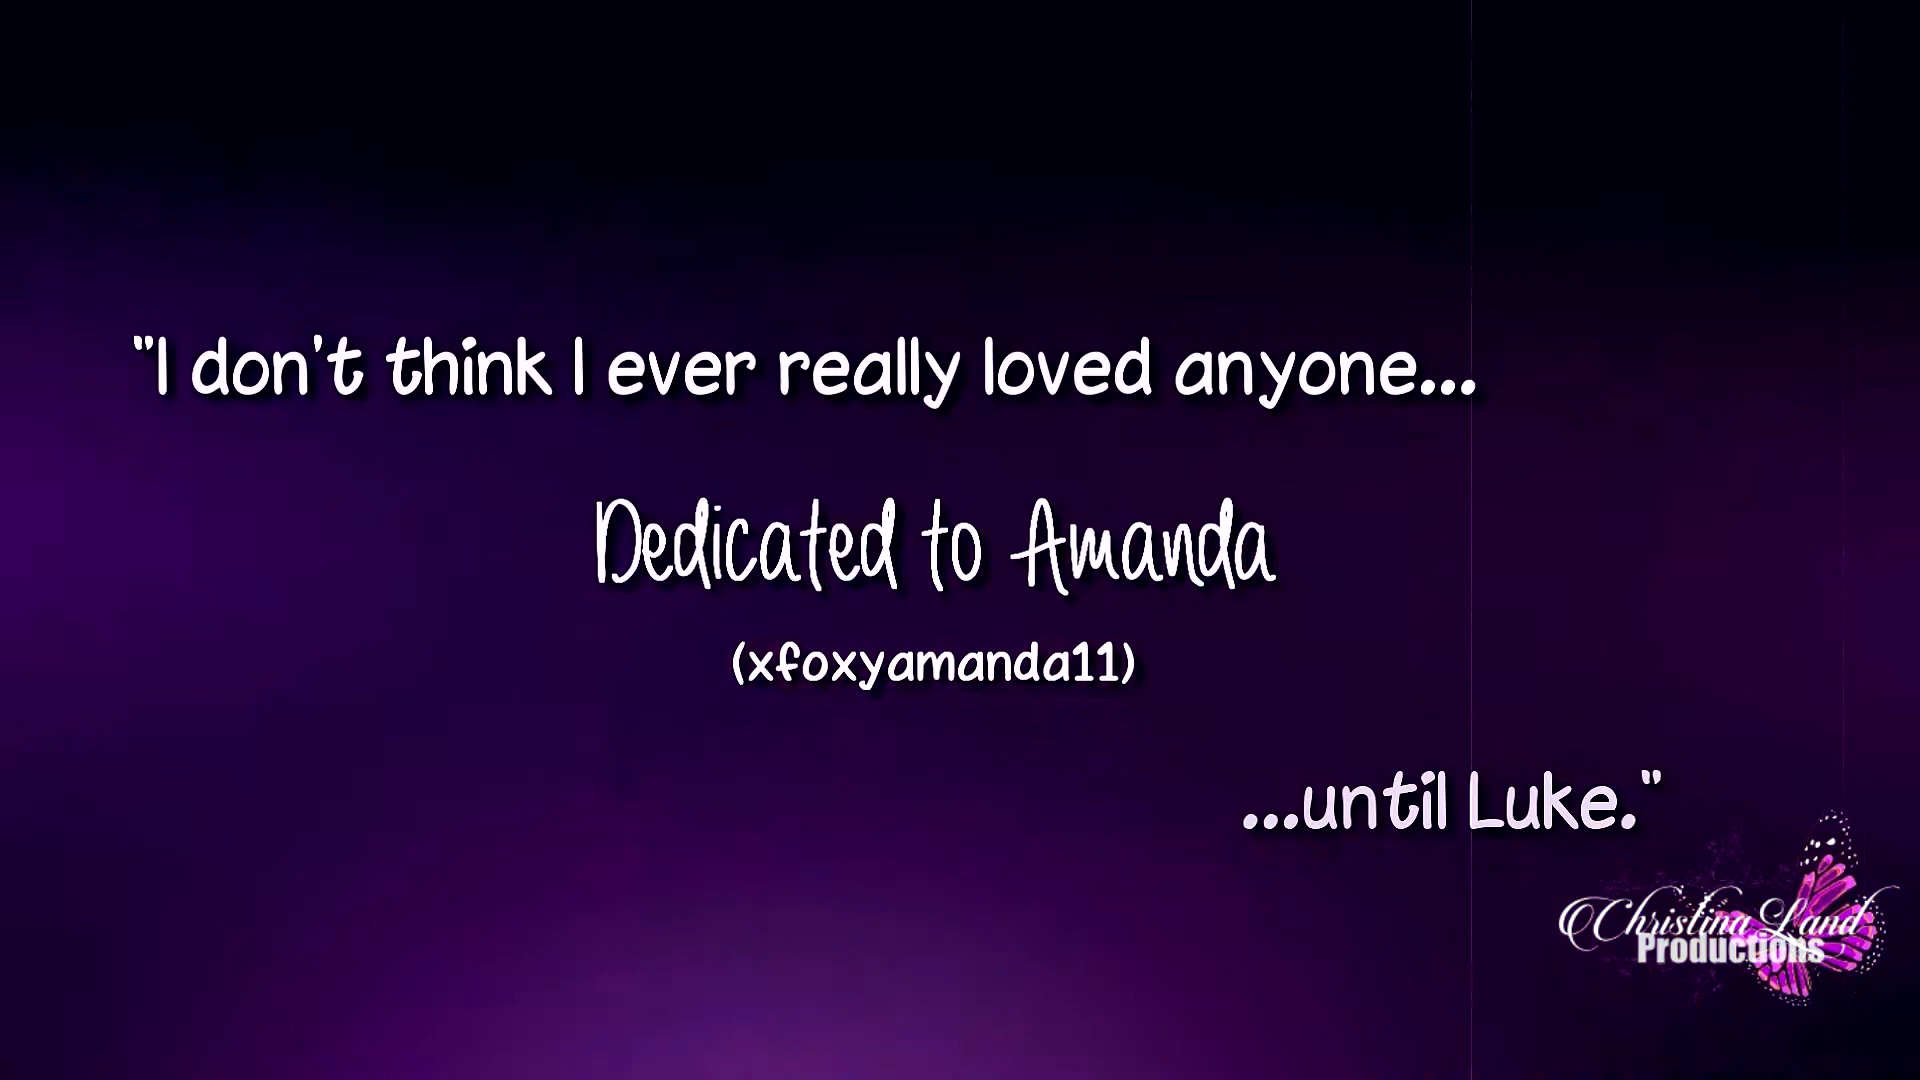 "I don't think I ever really loved anyone...
Dedicated to Amanda
(xfoxyamanda11)
...until Luke."
Christina Land
Productions